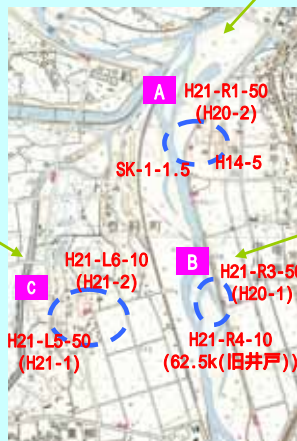 A
H21-R1-50
(H20-2)
SK-1-1.5
H14-5
B
H21-R3-50
(H20-1)
H21-L6-10
(H21-2)
C
H21-L5-50
(H21-1)
H21-R4-10
(62.5k(旧井戸))